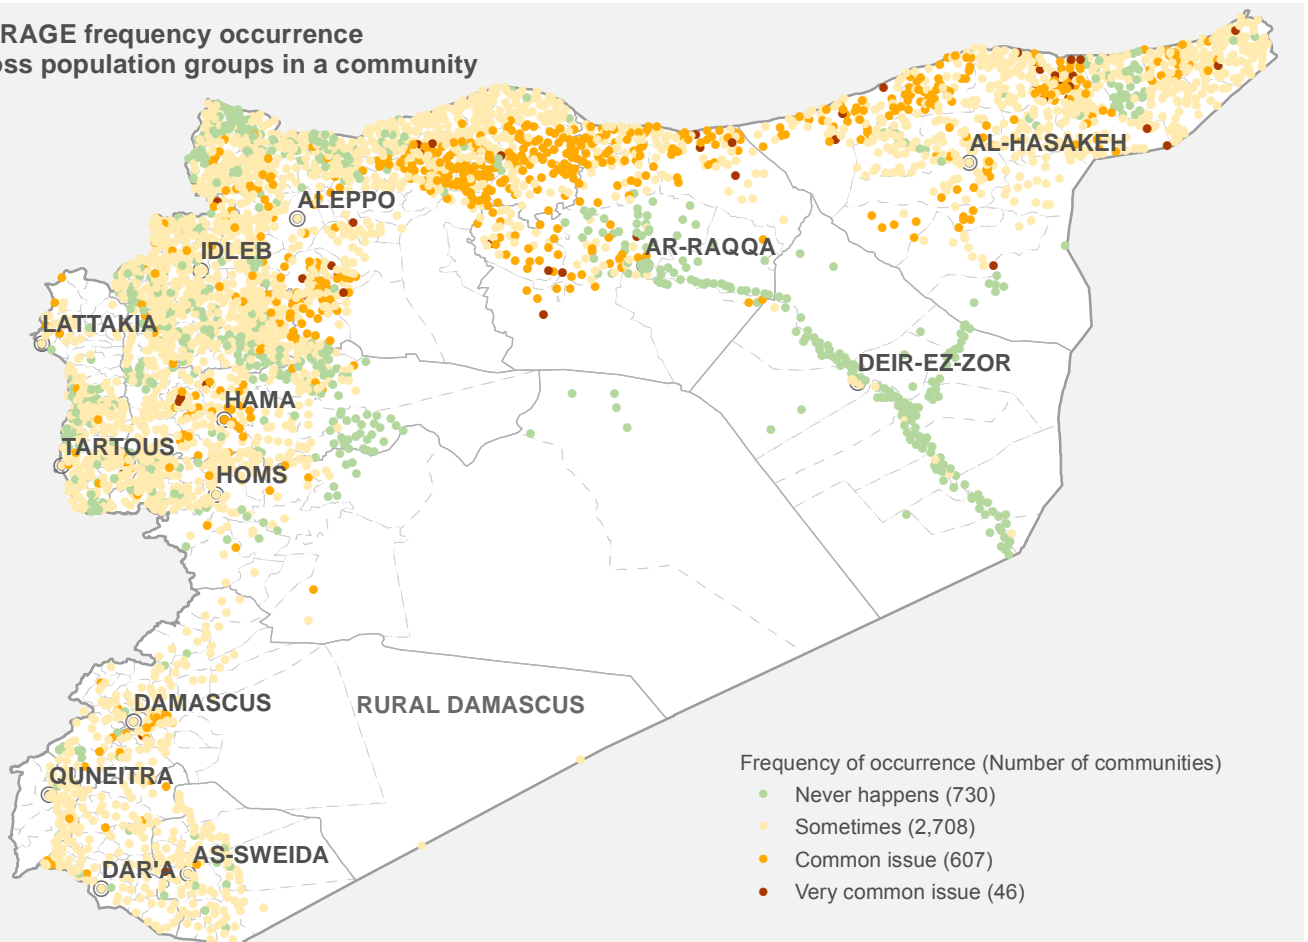 RAGE frequency occurrence
oss population groups in a community
AL-HASAKEH
ALEPPO
IDLEB
AR-RAQQA
LATTAKIA
DEIR-EZ-ZOR
HAMA
TARTOUS
HOMS
DAMASCUS
RURAL DAMASCUS
QUNEITRA
AS-SWEIDA
DAR'A
Frequency of occurrence (Number of communities)
Never happens (730)
Sometimes (2,708)
Common issue (607)
Very common issue (46)